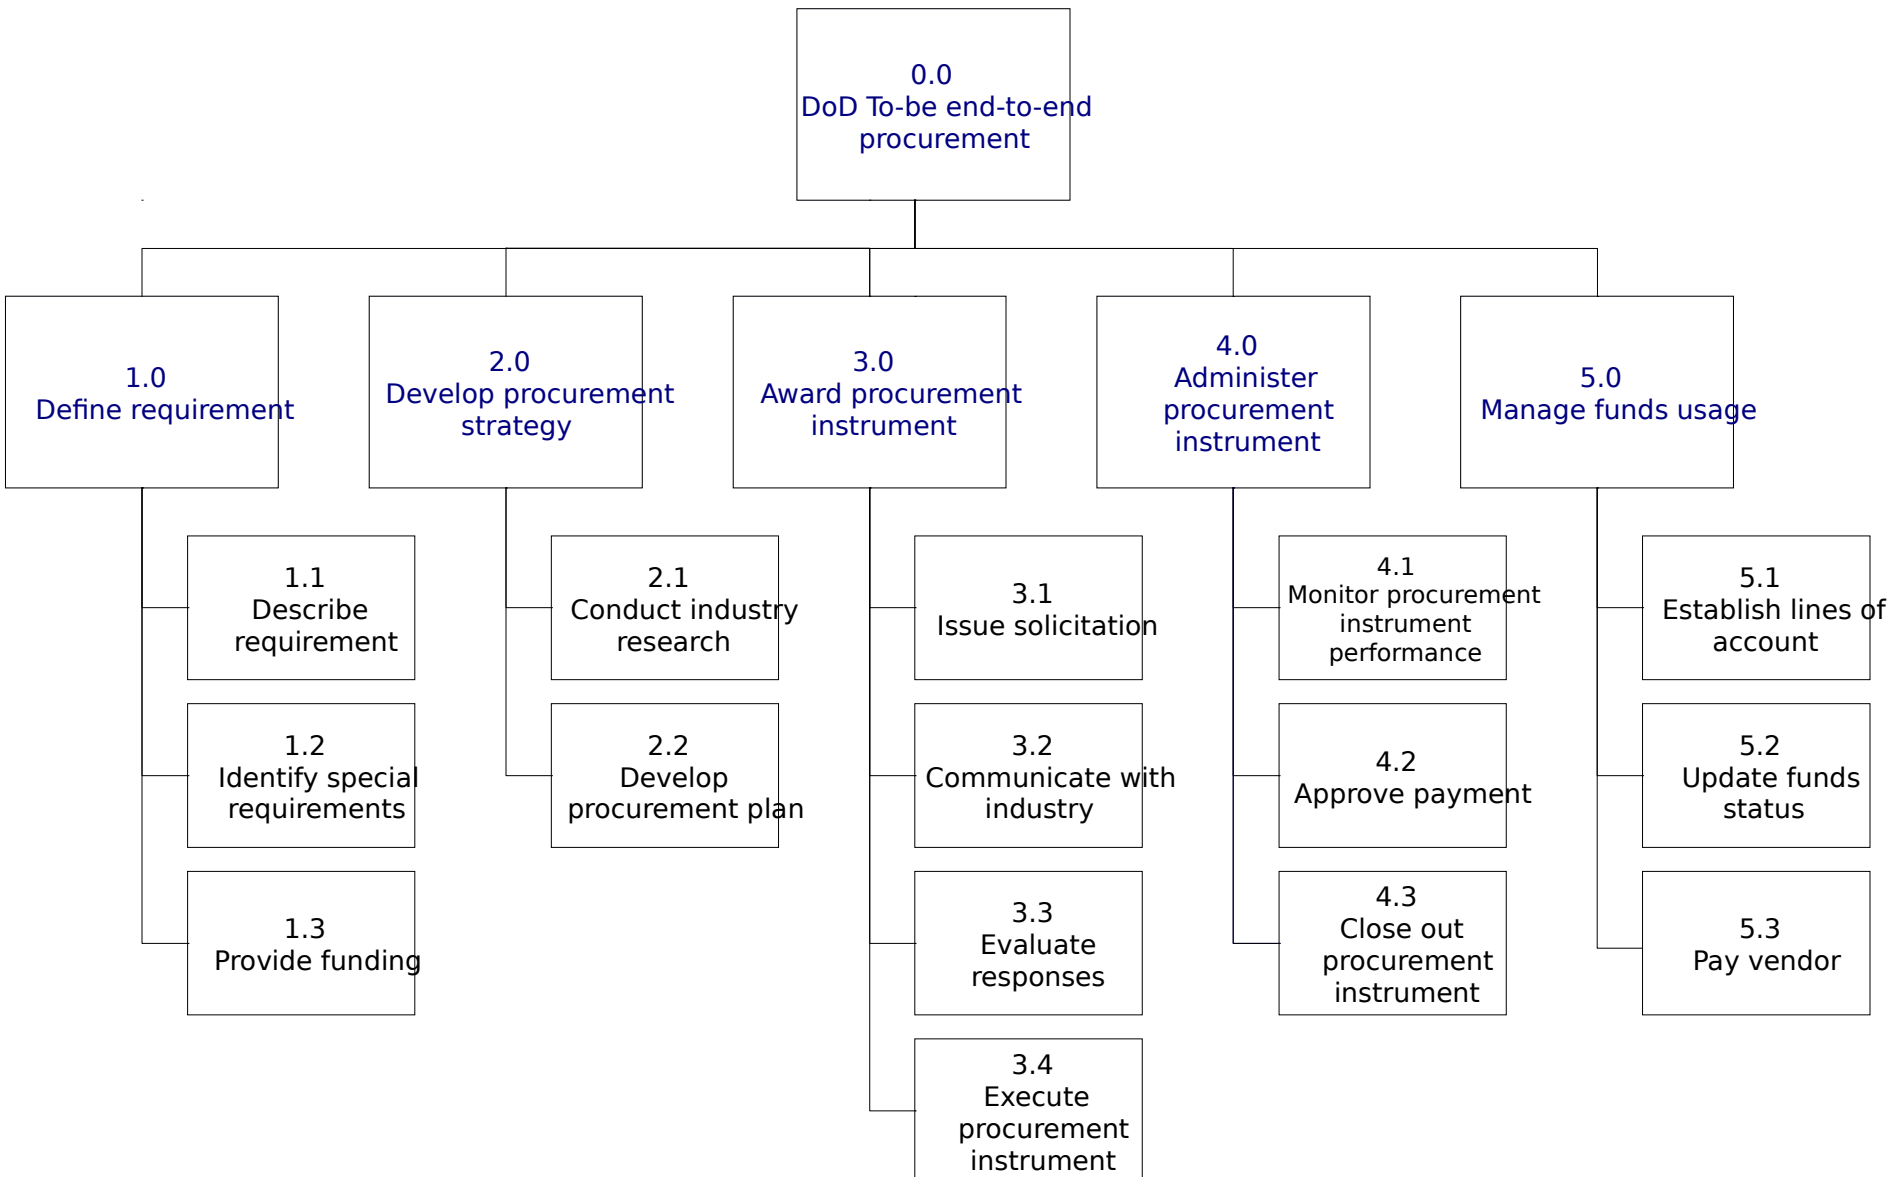 0.0
DoD To-be end-to-end
procurement
1.0
Define requirement
2.0
Develop procurement
strategy
3.0
Award procurement
instrument
4.0
Administer
procurement
instrument
5.0
Manage funds usage
1.1
Describe
requirement
1.2
Identify special
requirements
1.3
Provide funding
2.1
Conduct industry
research
2.2
Develop
procurement plan
3.1
Issue solicitation
3.2
Communicate with
industry
3.3
Evaluate
responses
3.4
Execute
procurement
instrument
4.1
Monitor procurement
instrument
performance
4.2
Approve payment
4.3
Close out
procurement
instrument
5.1
Establish lines of
account
5.2
Update funds
status
5.3
Pay vendor